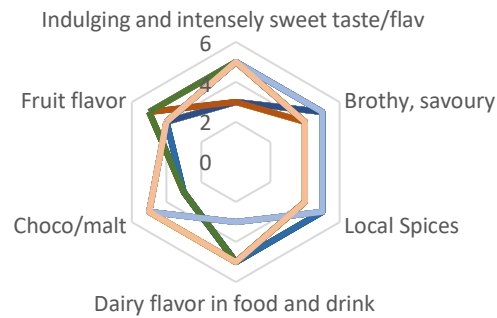 Indulging and intensely sweet taste/flav
6
Fruit flavor
4
Brothy, savoury
2
0
Choco/malt
Local Spices
Dairy flavor in food and drink